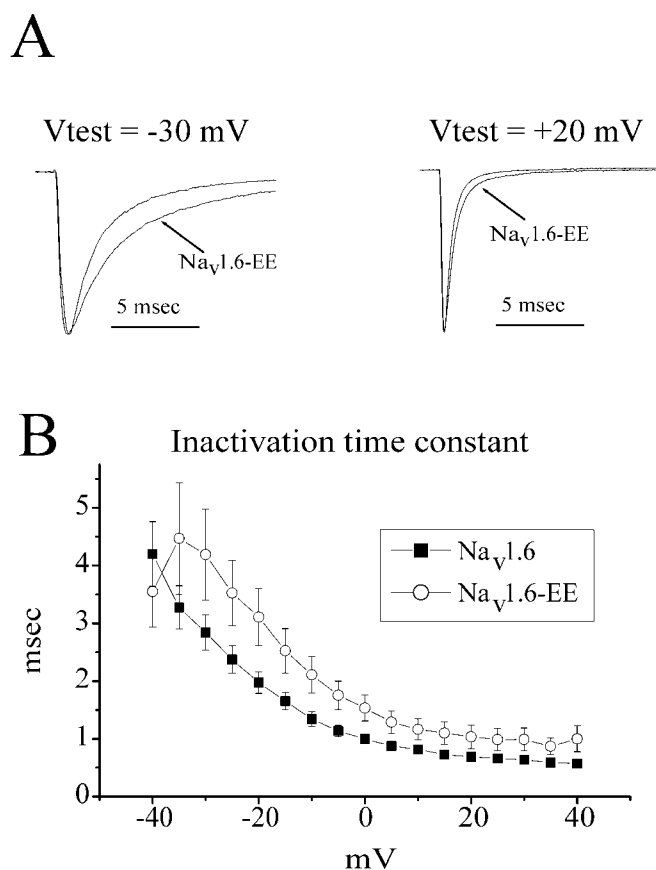 A
Vtest = -30 mV
Vtest = +20 mV
Nav1.6-EE
5 msec
Nav1.6-EE
5 msec
B
Inactivation time constant
msec
5
4
3
2
1
0
Nav1.6
Nav1.6-EE
-40 -20 0 20 40
mV